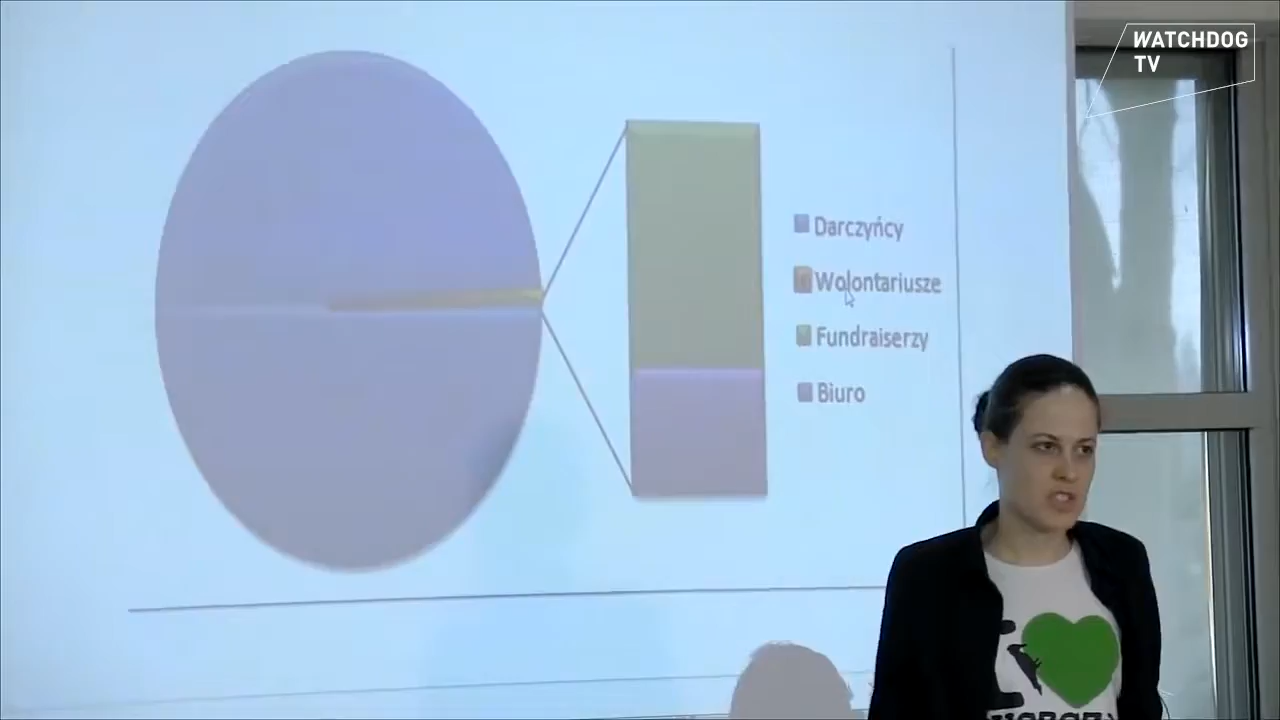 WATCHDOG
TV
Darczyńcy
Wolontariusze
Fundraiserzy
Biuro
I